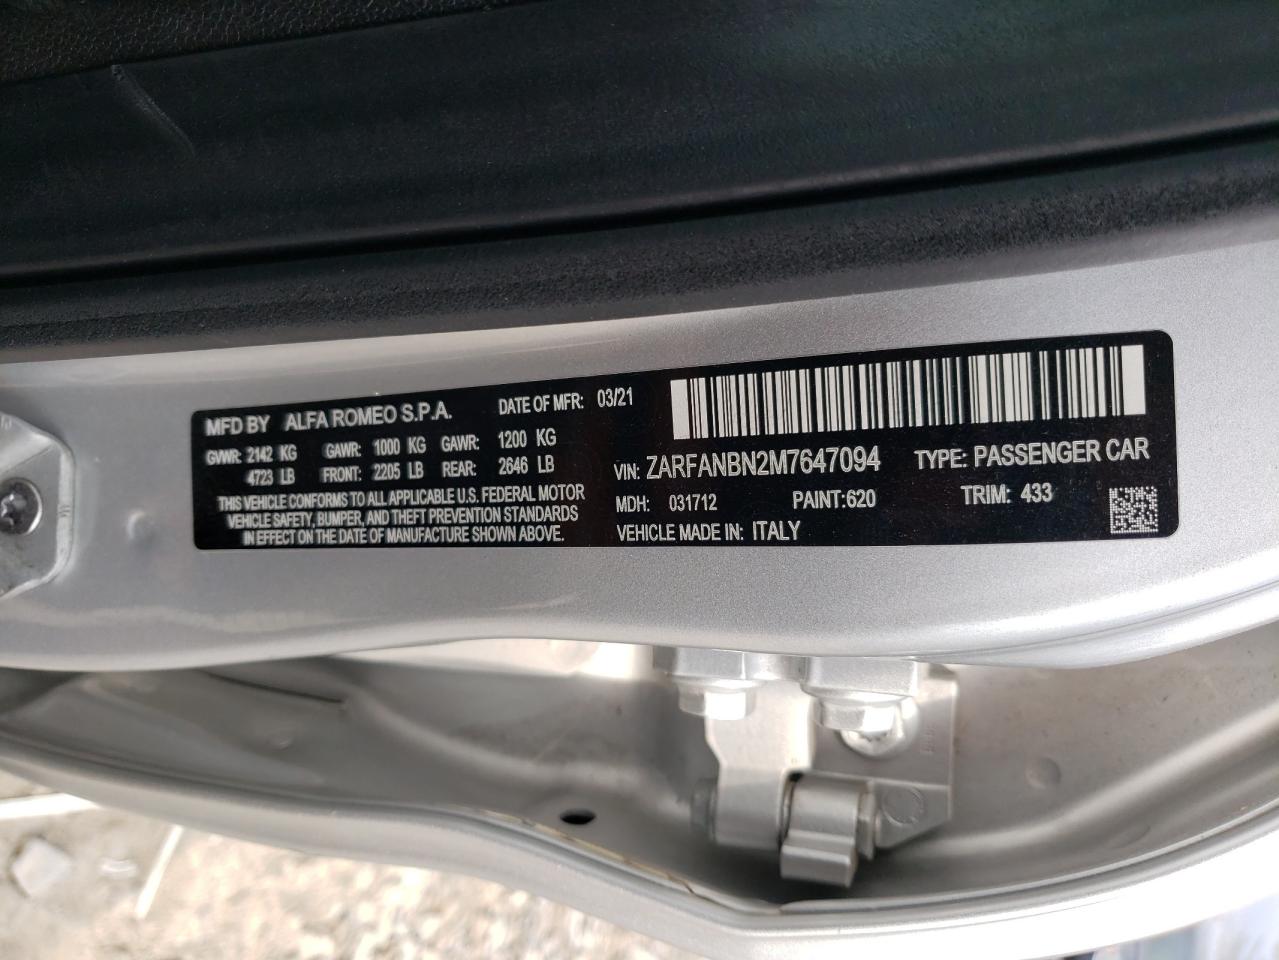 MFD BY ALFA ROMEO S.P.A. DATE OF MFR: 03/21
GVWR: 2142 KG GAWR: 1000 KG GAWR: 1200 KG
4723 LB FRONT: 2205 LB REAR: 2646 LB
THIS VEHICLE CONFORMS TO ALL APPLICABLE U.S. FEDERAL MOTOR
VEHICLE SAFETY, BUMPER, AND THEFT PREVENTION STANDARDS
IN EFFECT ON THE DATE OF MANUFACTURE SHOWN ABOVE.
VIN: ZARFANBN2M7647094 TYPE: PASSENGER CAR
MDH: 031712 PAINT:620 TRIM: 433
VEHICLE MADE IN: ITALY